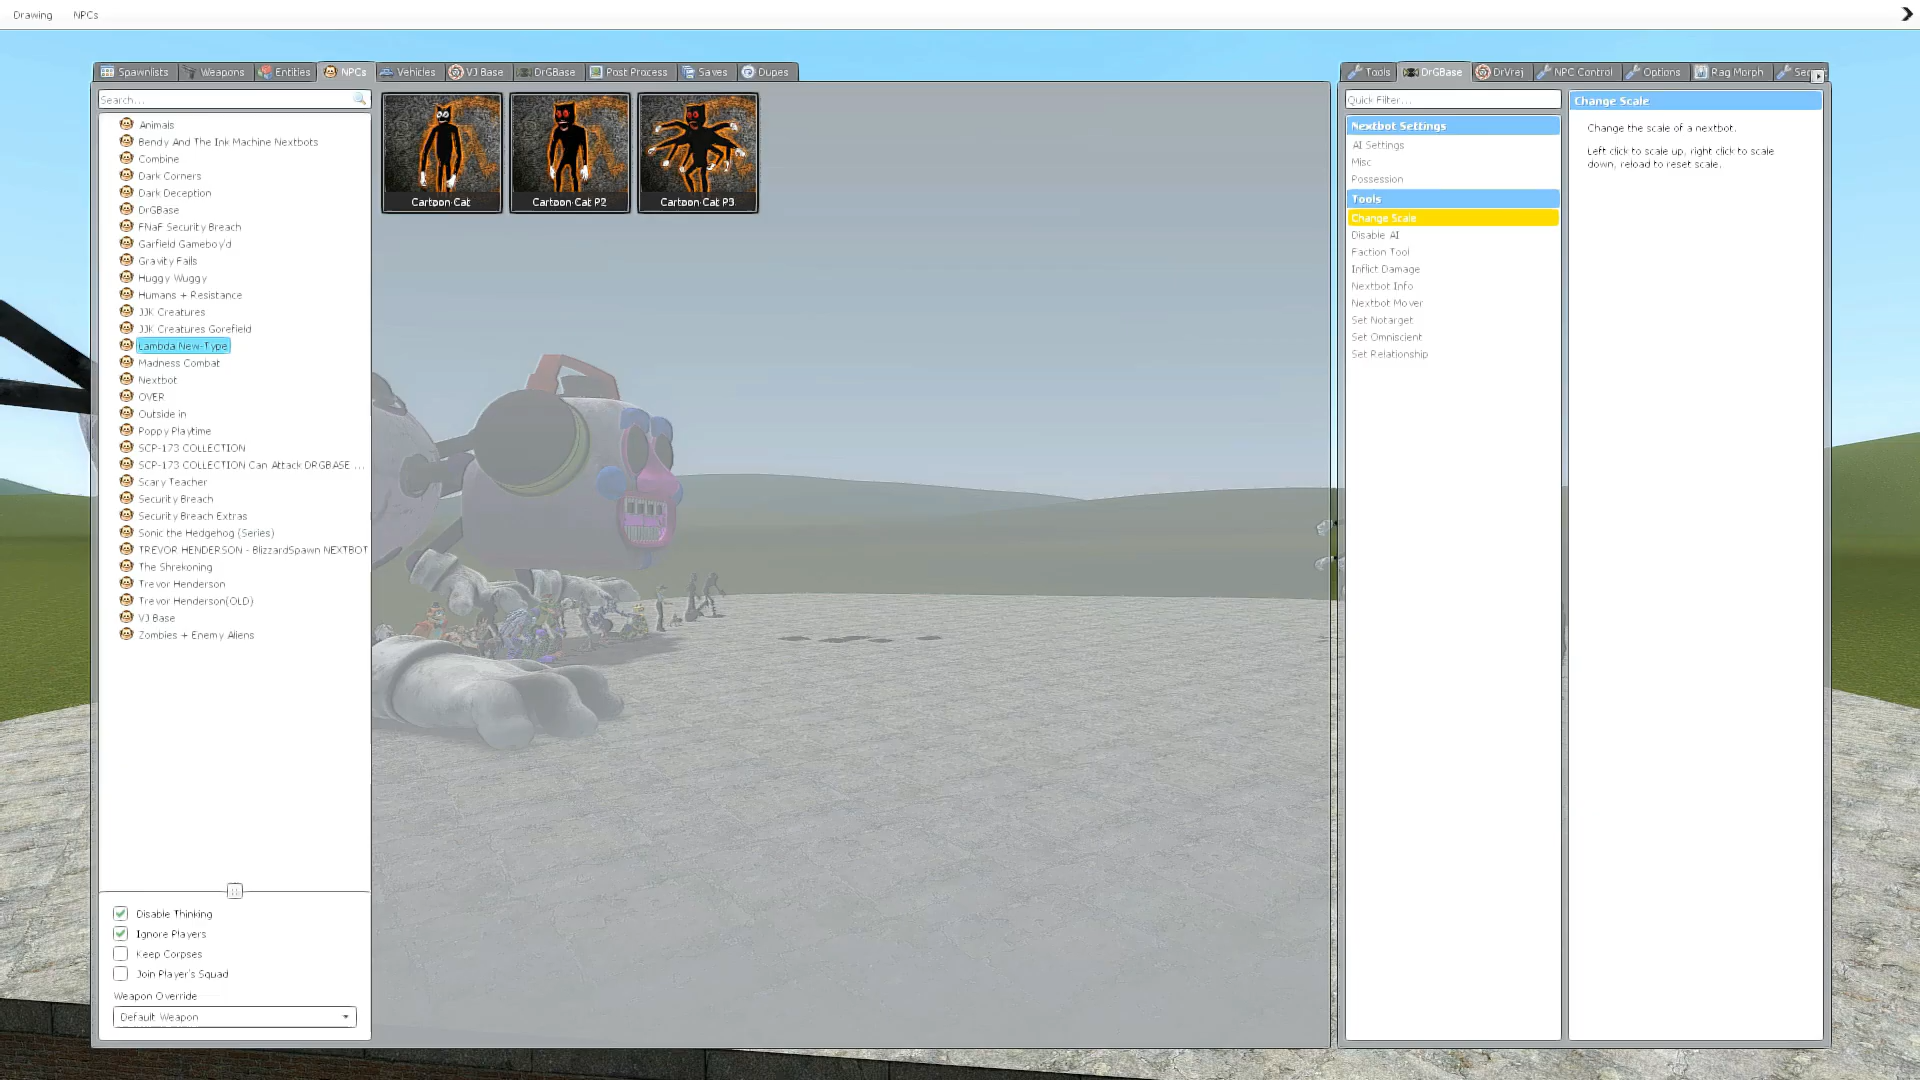 Drawing NPCs
Spawnlists Weapons Entities NPCs Vehicles VJ Base DrGBase Post Process Saves Dupes
Search...
Animals
Bendy And The Ink Machine Nextbots
Combine
Dark Corners
Dark Deception
DrGBase
FNaF Security Breach
Garfield Gameboy'd
Gravity Falls
Huggy Wuggy
Humans + Resistance
JJK Creatures
JJK Creatures Gorefield
Lambda New-Type
Madness Combat
Nextbot
OVER
Outside in
Poppy Playtime
SCP-173 COLLECTION
SCP-173 COLLECTION Can Attack DRGBASE ...
Scary Teacher
Security Breach
Security Breach Extras
Sonic the Hedgehog (Series)
TREVOR HENDERSON - BlizzardSpawn NEXTBOT
The Shrekoning
Trevor Henderson
Trevor Henderson(OLD)
VJ Base
Zombies + Enemy Aliens
Disable Thinking
Ignore Players
Keep Corpses
Join Player's Squad
Weapon Override
Default Weapon
Cartoon Cat Cartoon Cat P2 Cartoon Cat P3
Tools DrGBase DrVrej NPC Control Options Rag Morph
Quick Filter...
Nextbot Settings
AI Settings
Misc
Possession
Tools
Change Scale
Disable AI
Faction Tool
Inflict Damage
Nextbot Info
Nextbot Mover
Set Notarget
Set Omniscient
Set Relationship
Change Scale
Change the scale of a nextbot.
Left click to scale up, right click to scale
down, reload to reset scale.